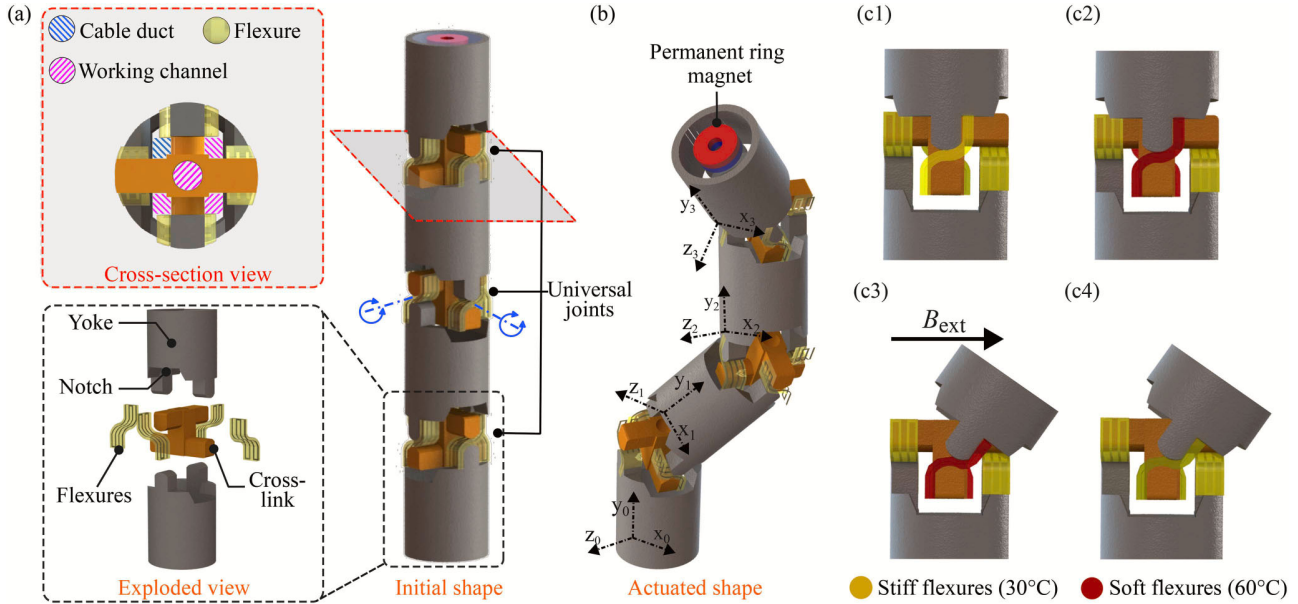 (a)
Cable duct
Flexure
Working channel
Cross-section view
Yoke
Notch
Flexures
Cross-
link
Exploded view
Universal
joints
Initial shape
(b)
Permanent ring
magnet
y3
x3
z3
y2
z2
x2
z1
y1
x1
y0
z0
x0
Actuated shape
(c1)
(c2)
(c3)
(c4)
Bext
Stiff flexures (30°C)
Soft flexures (60°C)